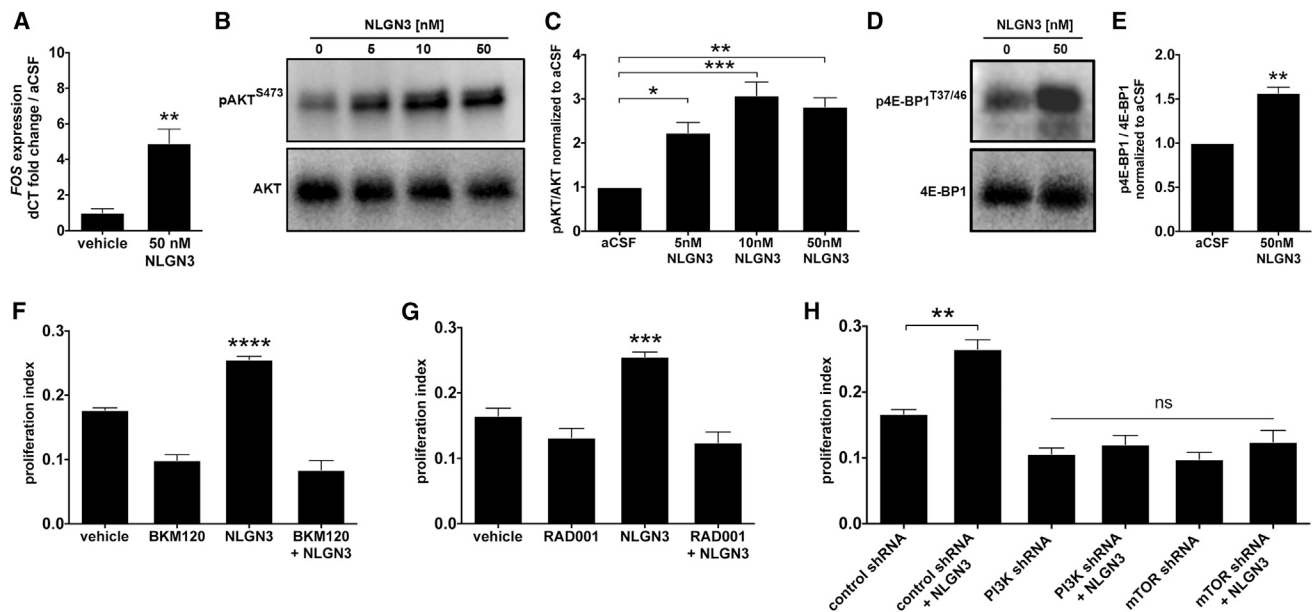 A
FOS expression
dCT fold change / aCSF
10
8
6
4
2
0
**
vehicle
50 nM
NLGN3
B
NLGN3 [nM]
0 5 10 50
pAKT^S473
AKT
C
pAKT/AKT normalized to aCSF
4
3
2
1
0
**
***
*
aCSF
5nM
NLGN3
10nM
NLGN3
50nM
NLGN3
D
NLGN3 [nM]
0 50
p4E-BP1^T37/46
4E-BP1
E
p4E-BP1 / 4E-BP1
normalized to aCSF
2.0
1.5
1.0
0.5
0.0
**
aCSF
50nM
NLGN3
F
proliferation index
0.3
0.2
0.1
0.0
****
vehicle
BKM120
NLGN3
BKM120
+ NLGN3
G
proliferation index
0.3
0.2
0.1
0.0
***
vehicle
RAD001
NLGN3
RAD001
+ NLGN3
H
proliferation index
0.3
0.2
0.1
0.0
**
ns
control shRNA
control shRNA
+ NLGN3
PI3K shRNA
PI3K shRNA
+ NLGN3
mTOR shRNA
mTOR shRNA
+ NLGN3